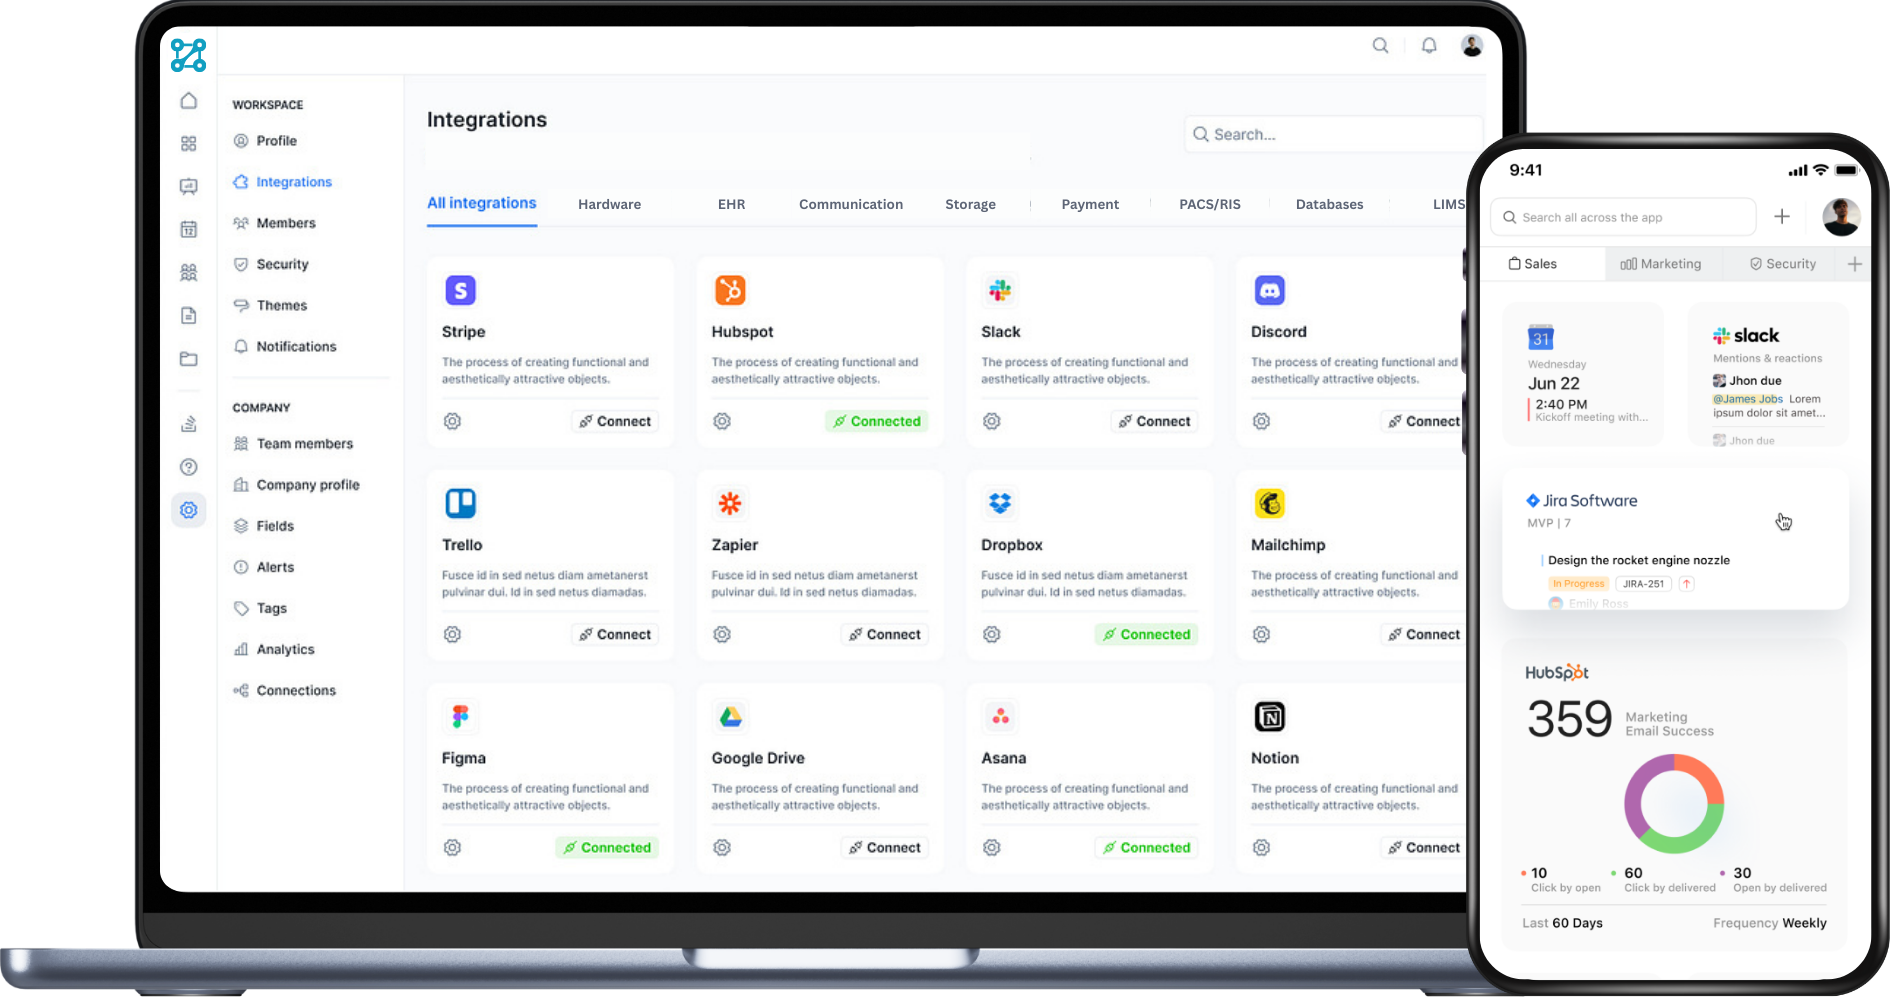 WORKSPACE
Profile
Integrations
Members
Security
Themes
Notifications
COMPANY
Team members
Company profile
Fields
Alerts
Tags
Analytics
Connections
12
Integrations
Search...
All integrations Hardware EHR Communication Storage Payment PACS/RIS Databases LIMS
S
Stripe
The process of creating functional and
aesthetically attractive objects.
Connect
Hubspot
The process of creating functional and
aesthetically attractive objects.
Connected
Slack
The process of creating functional and
aesthetically attractive objects.
Connect
Discord
The process of creating functional and
aesthetically attractive objects.
Connect
Trello
Fusce id in sed netus diam ametanerst
pulvinar dui. Id in sed netus diamadas.
Connect
Zapier
Fusce id in sed netus diam ametanerst
pulvinar dui. Id in sed netus diamadas.
Connect
Dropbox
Fusce id in sed netus diam ametanerst
pulvinar dui. Id in sed netus diamadas.
Connected
Mailchimp
The process of creating functional and
aesthetically attractive objects.
Connect
Figma
The process of creating functional and
aesthetically attractive objects.
Connected
Google Drive
The process of creating functional and
aesthetically attractive objects.
Connect
Asana
The process of creating functional and
aesthetically attractive objects.
Connected
N
Notion
The process of creating functional and
aesthetically attractive objects.
Connect
9:41
Search all across the app
Sales Marketing Security
31
Wednesday
Jun 22
2:40 PM
Kickoff meeting with...
slack
Mentions & reactions
Jhon due
@James Jobs Lorem
ipsum dolor sit amet...
Jhon due
Jira Software
MVP | 7
Design the rocket engine nozzle
In Progress JIRA-251
Emily Ross
HubSpot
359 Marketing
Email Success
10 60 30
Click by open Click by delivered Open by delivered
Last 60 Days Frequency Weekly